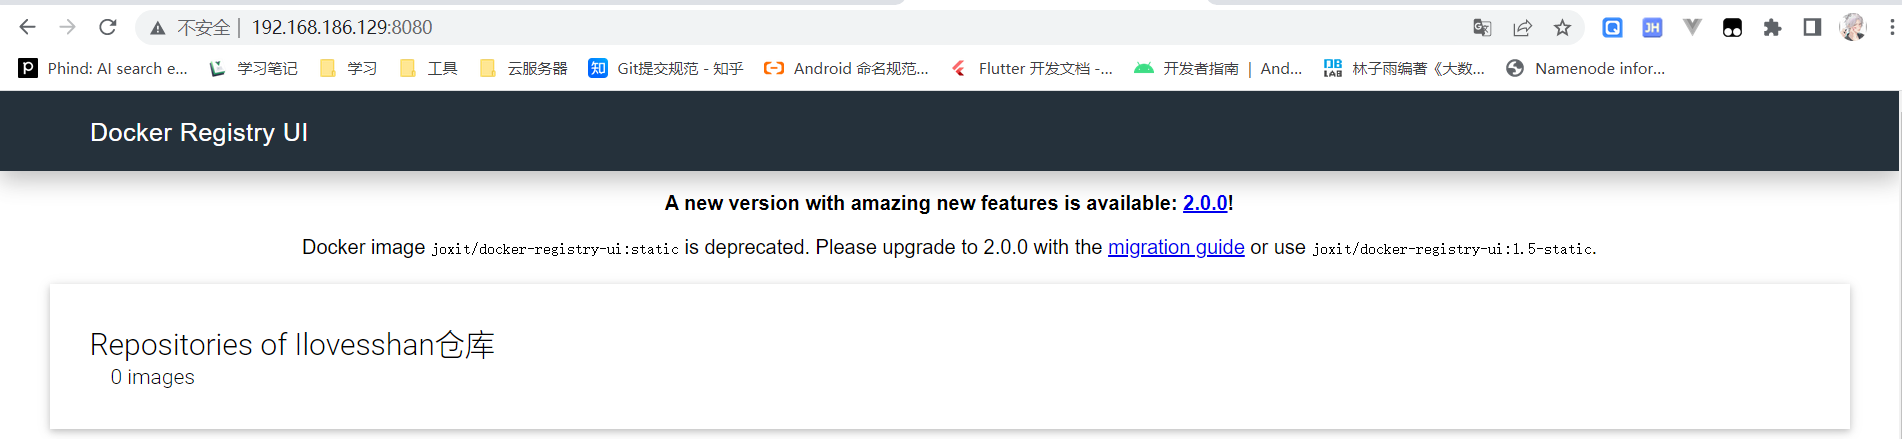 不安全 | 192.168.186.129:8080
Phind: AI search e... 学习笔记 学习 工具 云服务器 知 Git提交规范 - 知乎 Android 命名规范... Flutter 开发文档 -... 开发者指南 | And... DB LAB 林子雨编著《大数... Namenode infor...
Docker Registry UI
A new version with amazing new features is available: 2.0.0!
Docker image joxit/docker-registry-ui:static is deprecated. Please upgrade to 2.0.0 with the migration guide or use joxit/docker-registry-ui:1.5-static.
Repositories of Ilovesshan仓库
0 images